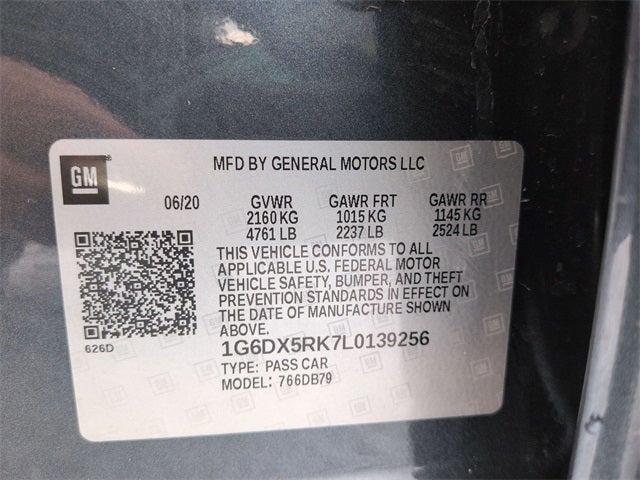 GM
MFD BY GENERAL MOTORS LLC
06/20 GVWR GAWR FRT GAWR RR
2160 KG 1015 KG 1145 KG
4761 LB 2237 LB 2524 LB
THIS VEHICLE CONFORMS TO ALL
APPLICABLE U.S. FEDERAL MOTOR
VEHICLE SAFETY, BUMPER, AND THEFT
PREVENTION STANDARDS IN EFFECT ON
THE DATE OF MANUFACTURE SHOWN
ABOVE.
626D
1G6DX5RK7L0139256
TYPE: PASS CAR
MODEL: 766DB79